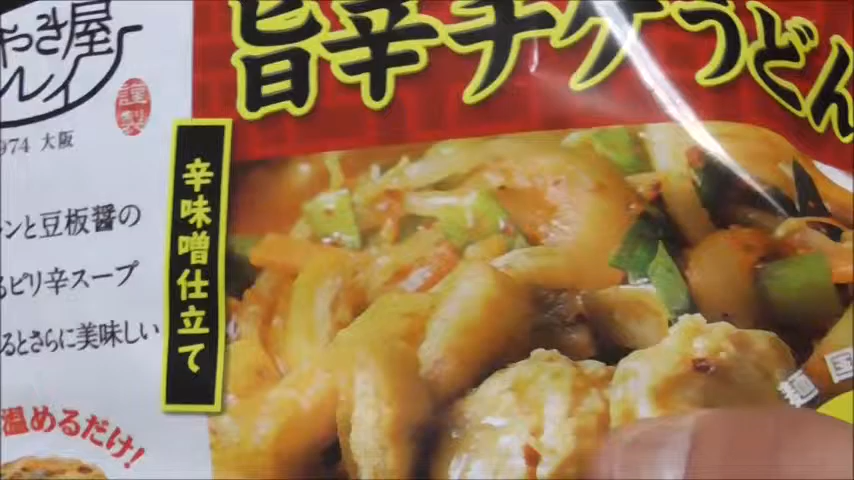 旨辛チゲうどん
やき屋
レイン
謹製
1974 大阪
辛味噌仕立て
ンと豆板醤の
るピリ辛スープ
るとさらに美味しい
温めるだけ!